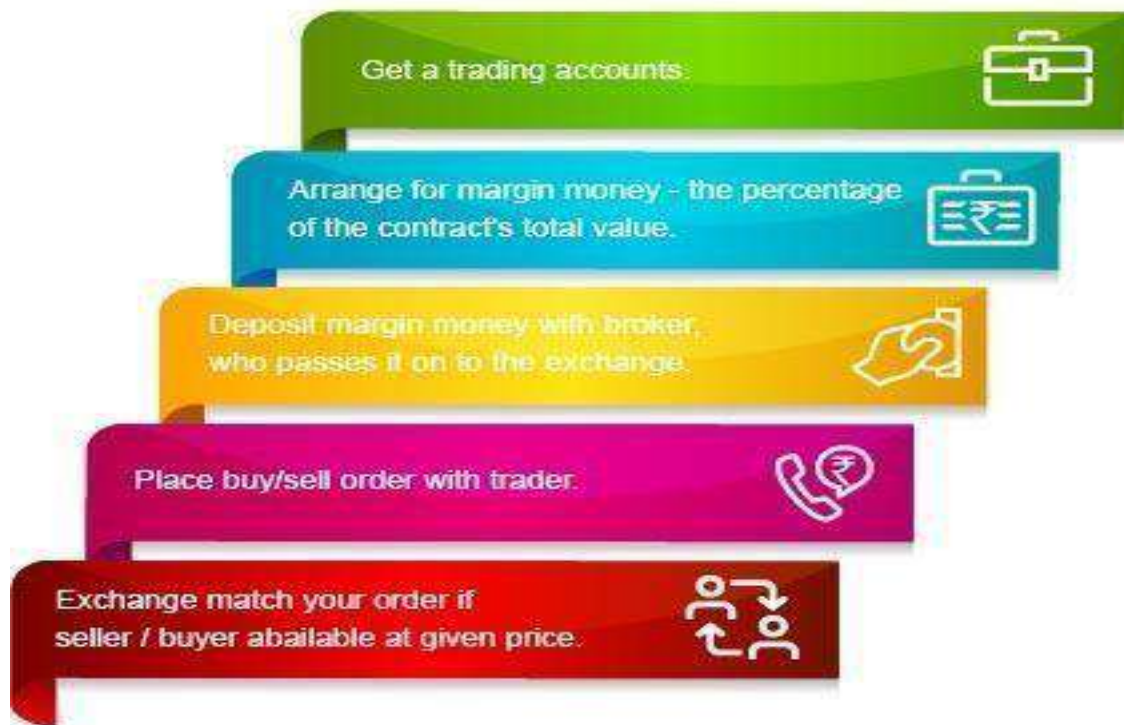 Get a trading accounts.
Arrange for margin money - the percentage
of the contract's total value.
₹
Deposit margin money with broker,
who passes it on to the exchange.
Place buy/sell order with trader.
₹
Exchange match your order if
seller / buyer abailable at given price.